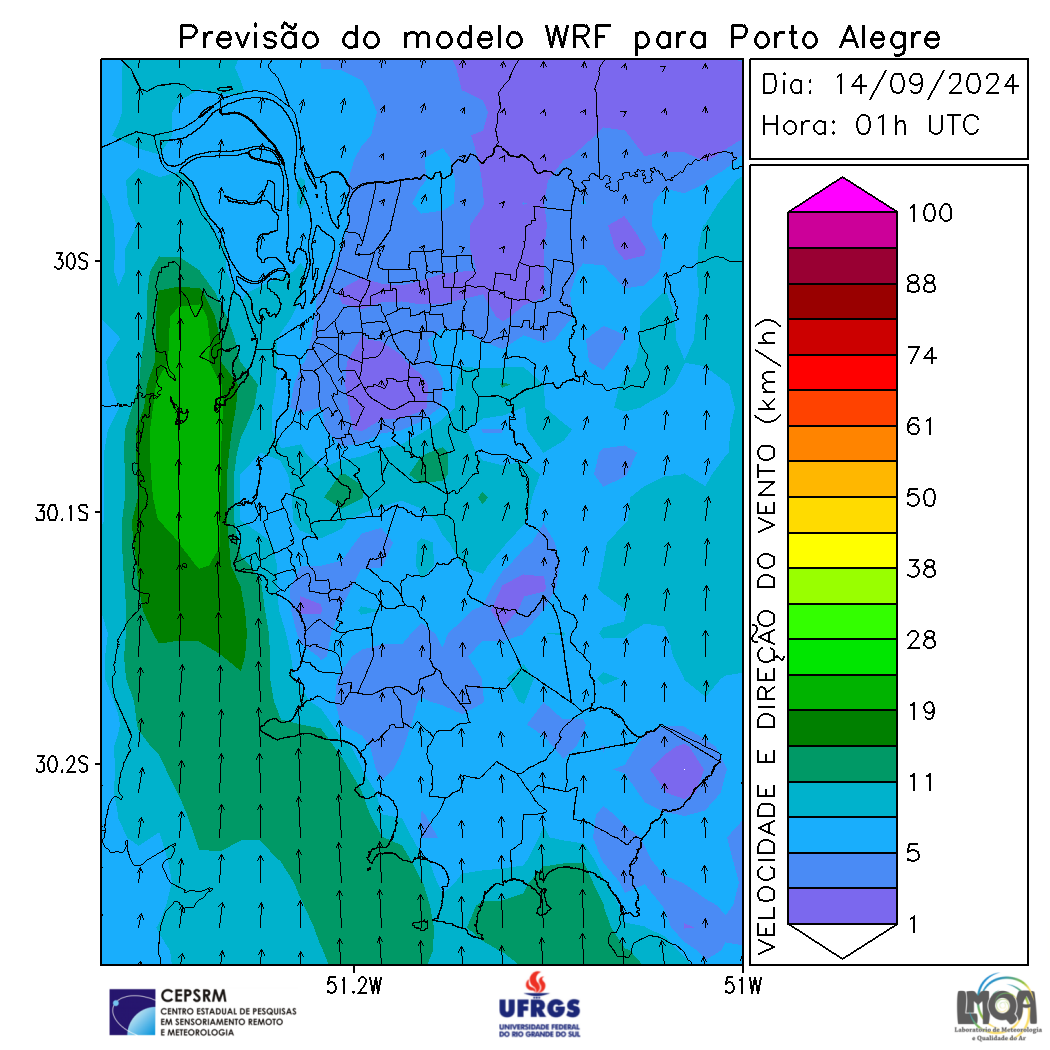 Previsão do modelo WRF para Porto Alegre
Dia: 14/09/2024
Hora: 01h UTC
30S
30.1S
30.2S
51.2W
51W
VELOCIDADE E DIREÇÃO DO VENTO (km/h)
100
88
74
61
50
38
28
19
11
5
1
CEPSRM
CENTRO ESTADUAL DE PESQUISAS
EM SENSORIAMENTO REMOTO
E METEOROLOGIA
UFRGS
UNIVERSIDADE FEDERAL
DO RIO GRANDE DO SUL
LMQA
Laboratório de Meteorologia
e Qualidade do Ar